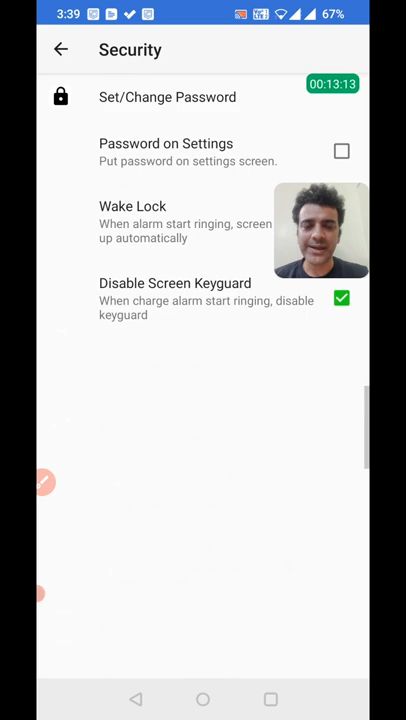 3:39
67%
Security
00:13:13
Set/Change Password
Password on Settings
Put password on settings screen.
Wake Lock
When alarm start ringing, screen
up automatically
Disable Screen Keyguard
When charge alarm start ringing, disable
keyguard